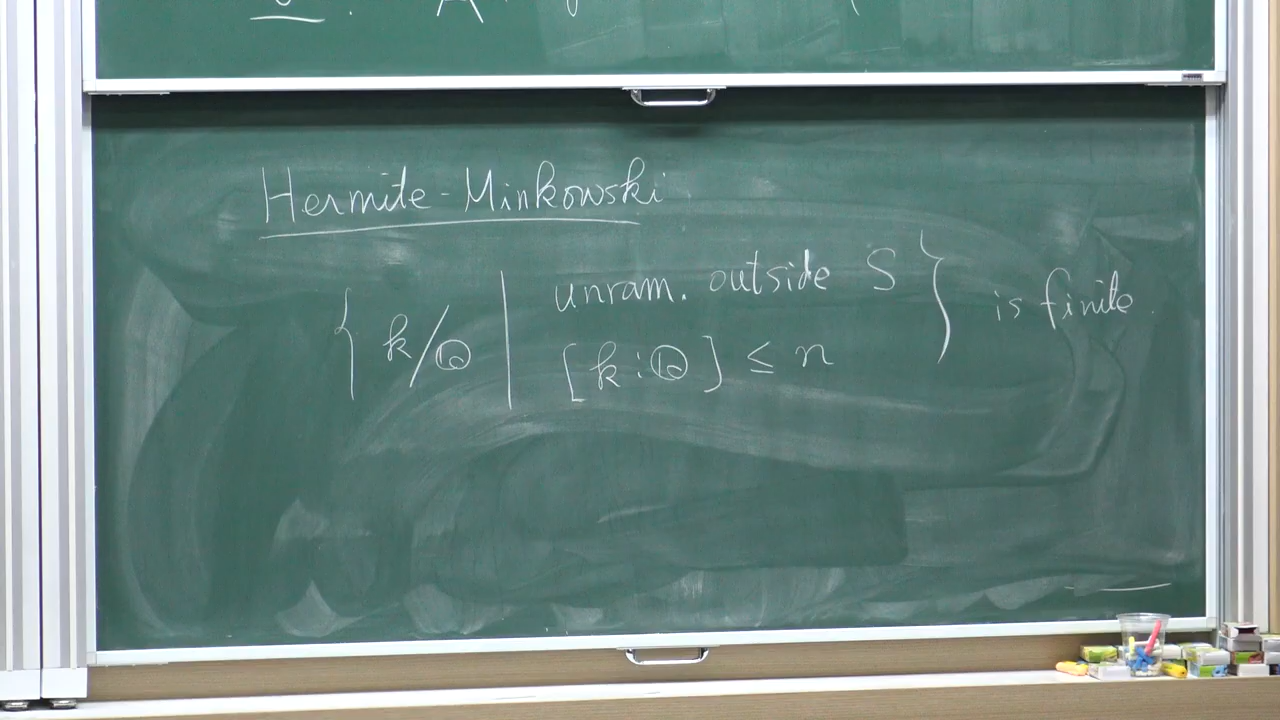 Hermite-Minkowski
{ k/ℚ | unram. outside S
[k:ℚ] ≤ n } is finite.